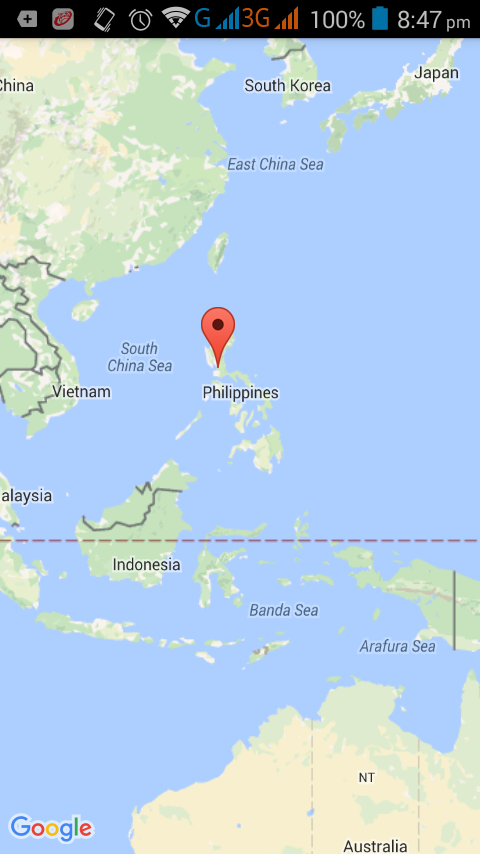 G 3G 100% 8:47 pm
China
South Korea
Japan
East China Sea
South
China Sea
Vietnam
Philippines
alaysia
Indonesia
Banda Sea
Arafura Sea
NT
Google
Australia